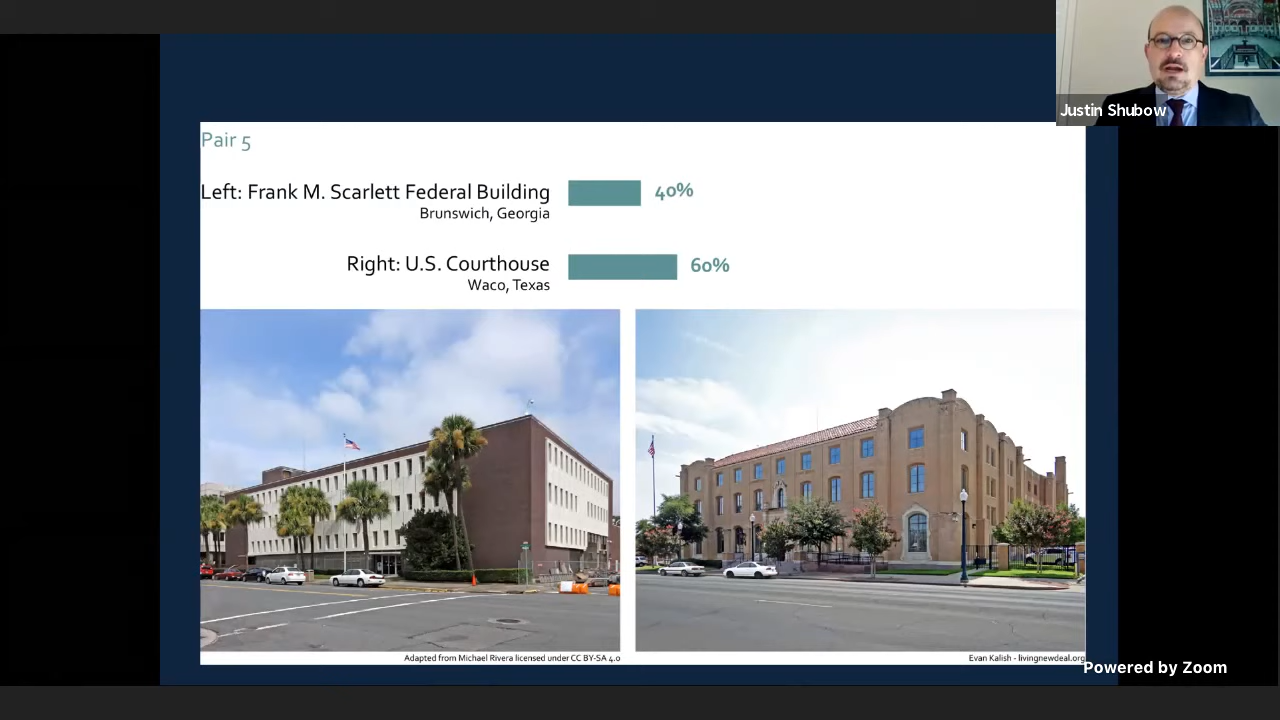 Justin Shubow
Pair 5
Left: Frank M. Scarlett Federal Building
40%
Brunswich, Georgia
Right: U.S. Courthouse
60%
Waco, Texas
Adapted from Michael Rivera licensed under CC BY-SA 4.0
Evan Kalish - livingnewdeal.org
Powered by Zoom